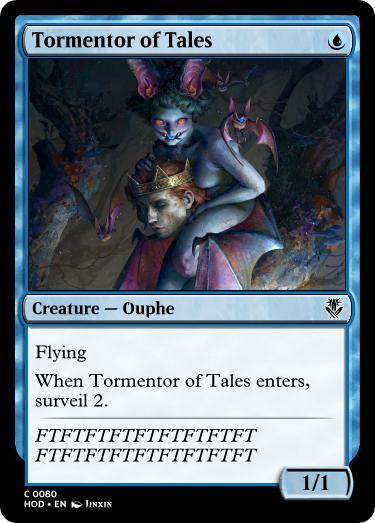 Tormentor of Tales
Creature — Ouphe
Flying
When Tormentor of Tales enters,
surveil 2.
FTFTFTFTFTFTFTFTFT
FTFTFTFTFTFTFTFTFT
1/1
C 0080
HOD • EN Jinxin